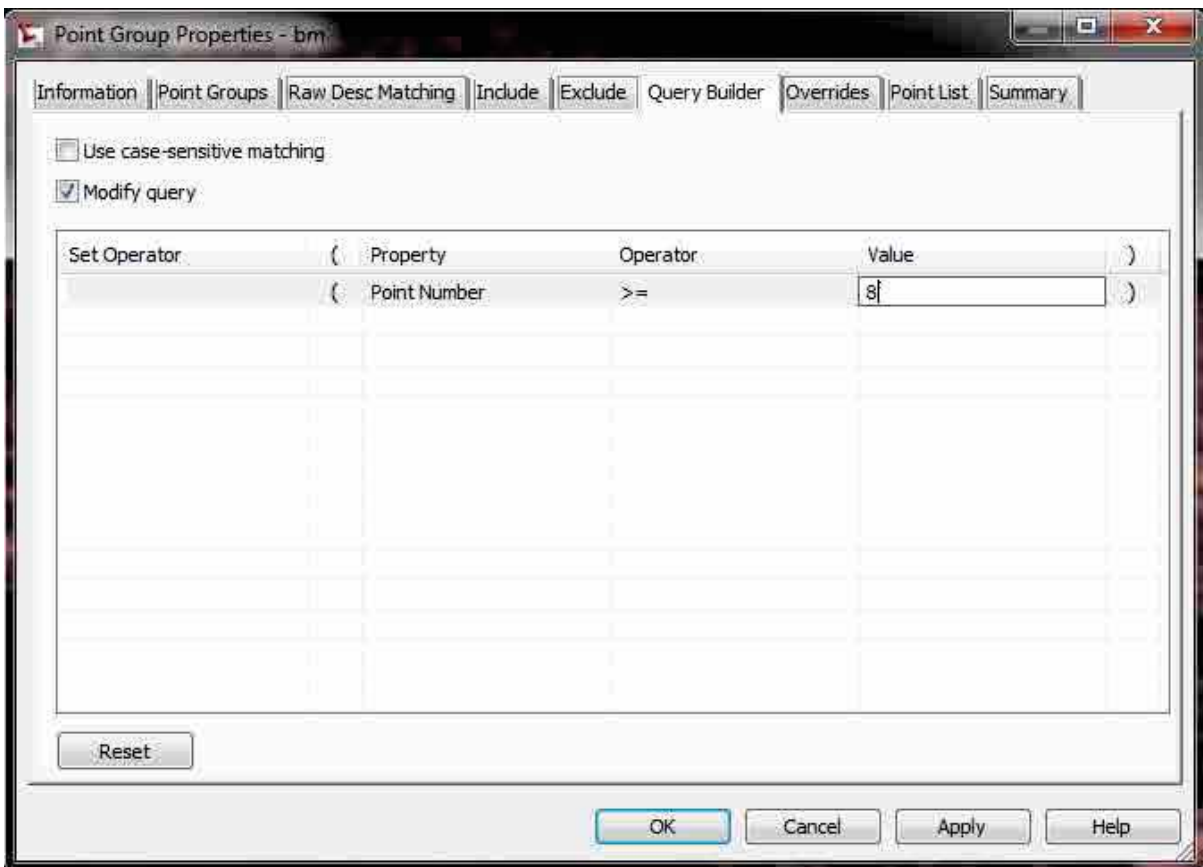 Point Group Properties - bm
Information Point Groups Raw Desc Matching Include Exclude Query Builder Overrides Point List Summary
Use case-sensitive matching
Modify query
Set Operator ( Property Operator Value )
( Point Number >= 8 )
Reset
OK Cancel Apply Help